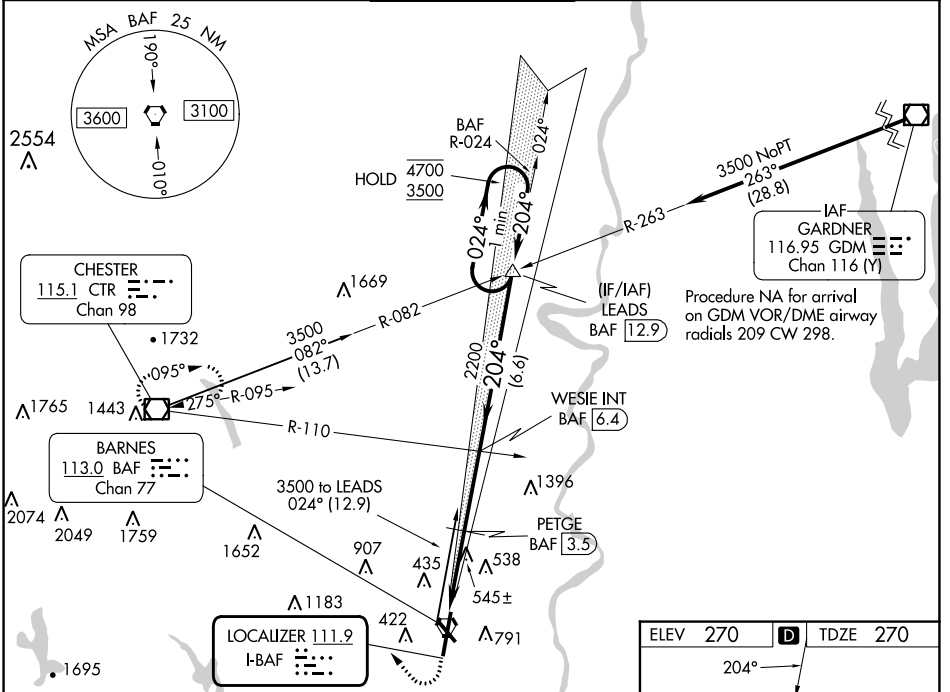 MSA BAF 25 NM
190°
3600
3100
010°
2554
BAF
R-024
024°
HOLD
4700
3500
1 min
024°
204°
3500 NoPT
263°
(28.8)
R-263
IAF
GARDNER
116.95 GDM
Chan 116 (Y)
CHESTER
115.1 CTR
Chan 98
1669
(IF/IAF)
LEADS
BAF 12.9
Procedure NA for arrival
on GDM VOR/DME airway
radials 209 CW 298.
R-082
3500
082°
(13.7)
1732
095°
275°
R-095
2200
204°
(6.6)
1765
1443
R-110
WESIE INT
BAF 6.4
BARNES
113.0 BAF
Chan 77
3500 to LEADS
024° (12.9)
1396
2074
2049
1759
1652
PETGE
BAF 3.5
907
435
538
545±
1183
422
791
LOCALIZER 111.9
I-BAF
1695
ELEV 270
D
TDZE 270
204°